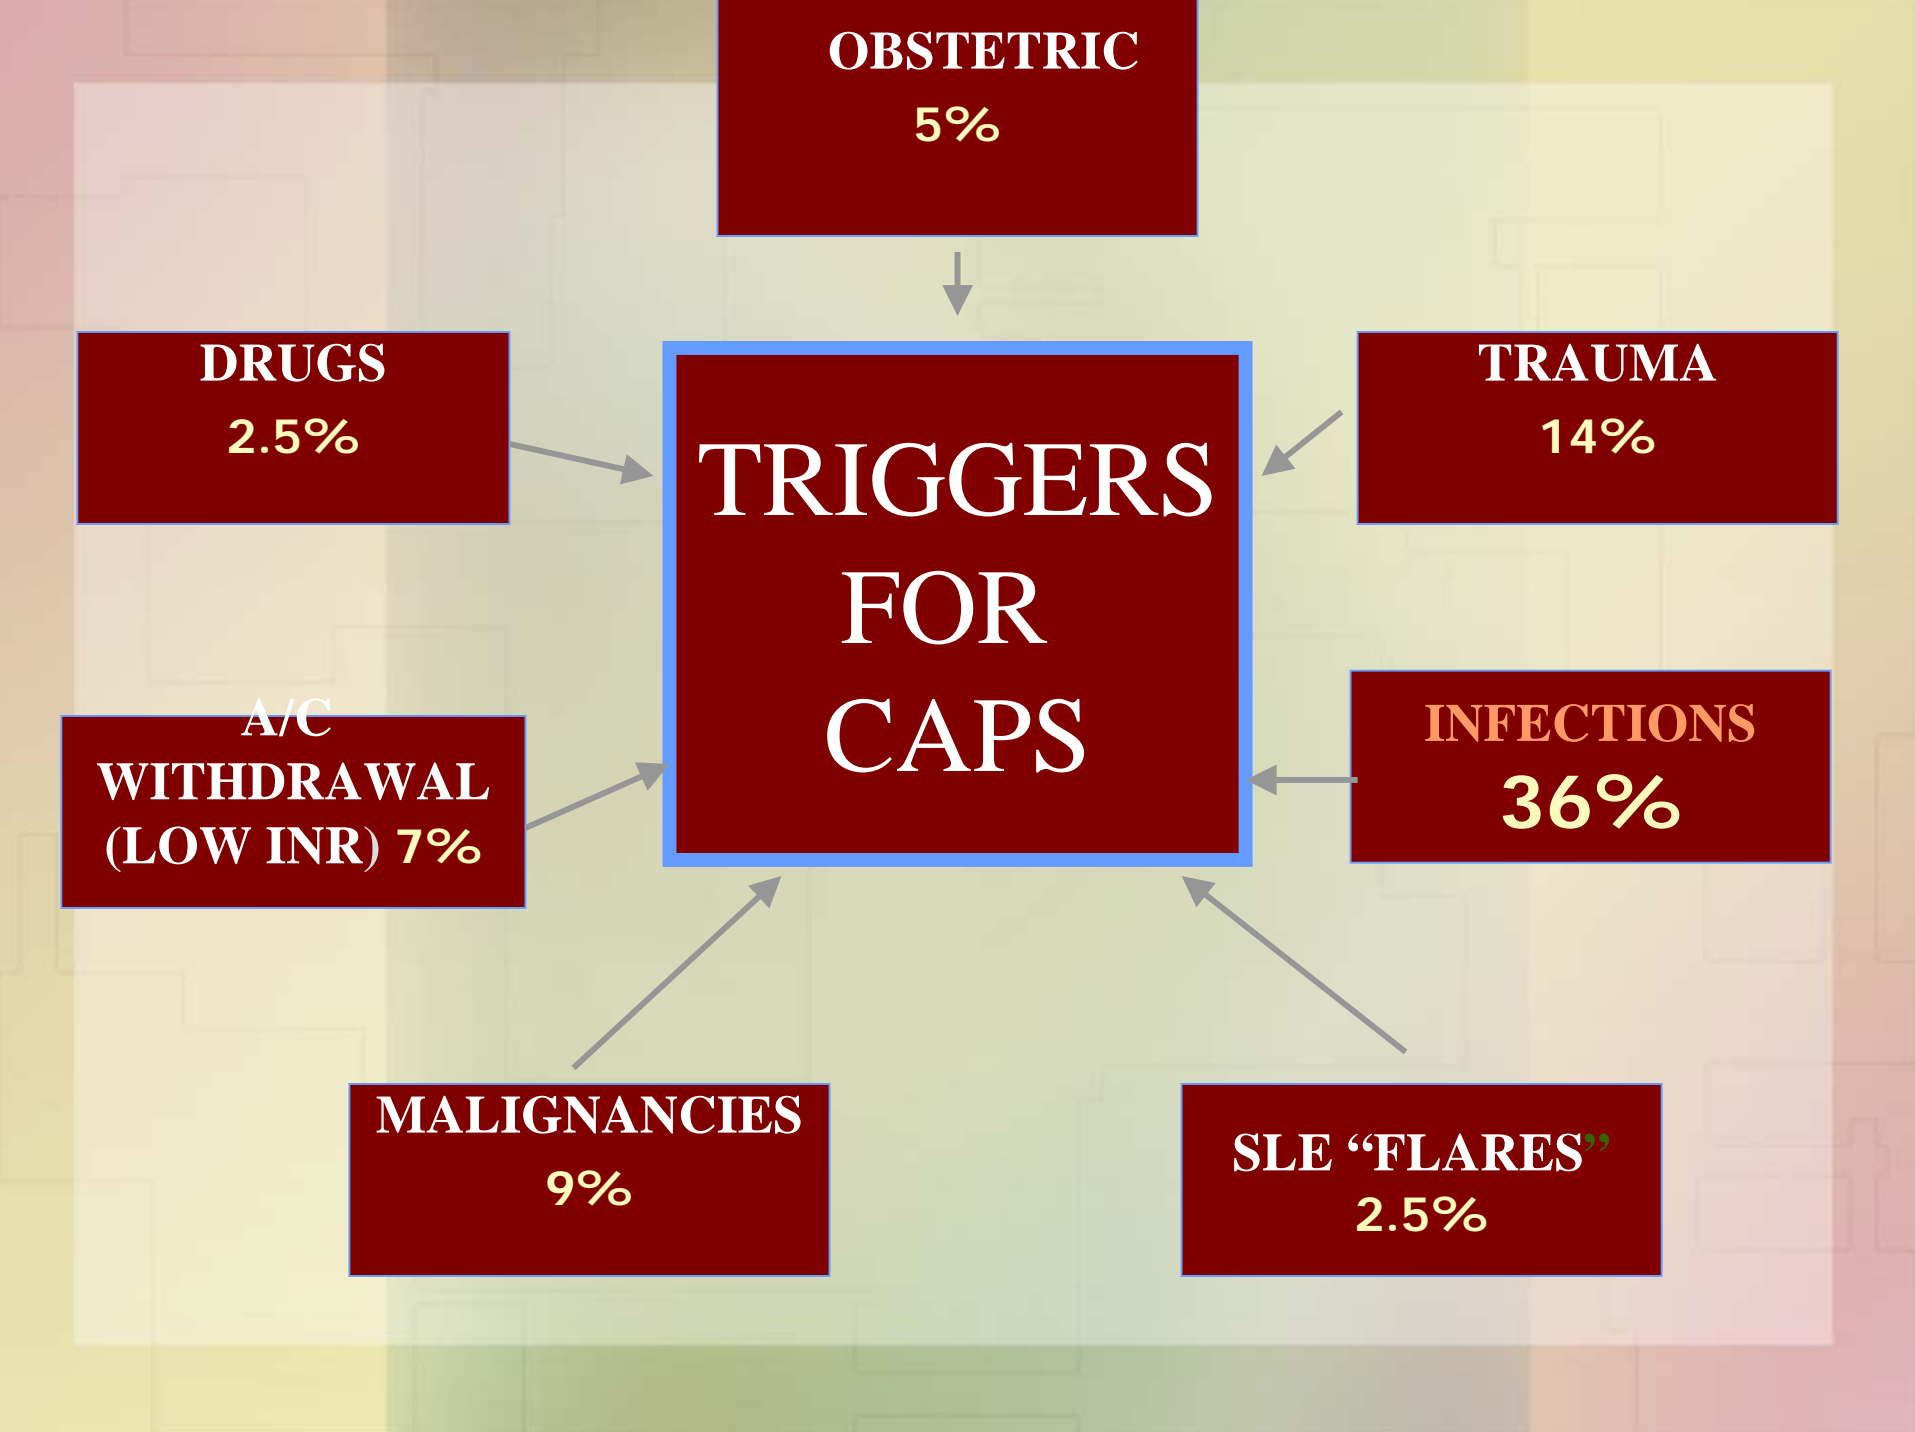 OBSTETRIC
5%
DRUGS
2.5%
TRAUMA
14%
TRIGGERS
FOR
CAPS
A/C
WITHDRAWAL
(LOW INR) 7%
INFECTIONS
36%
MALIGNANCIES
9%
SLE “FLARES”
2.5%